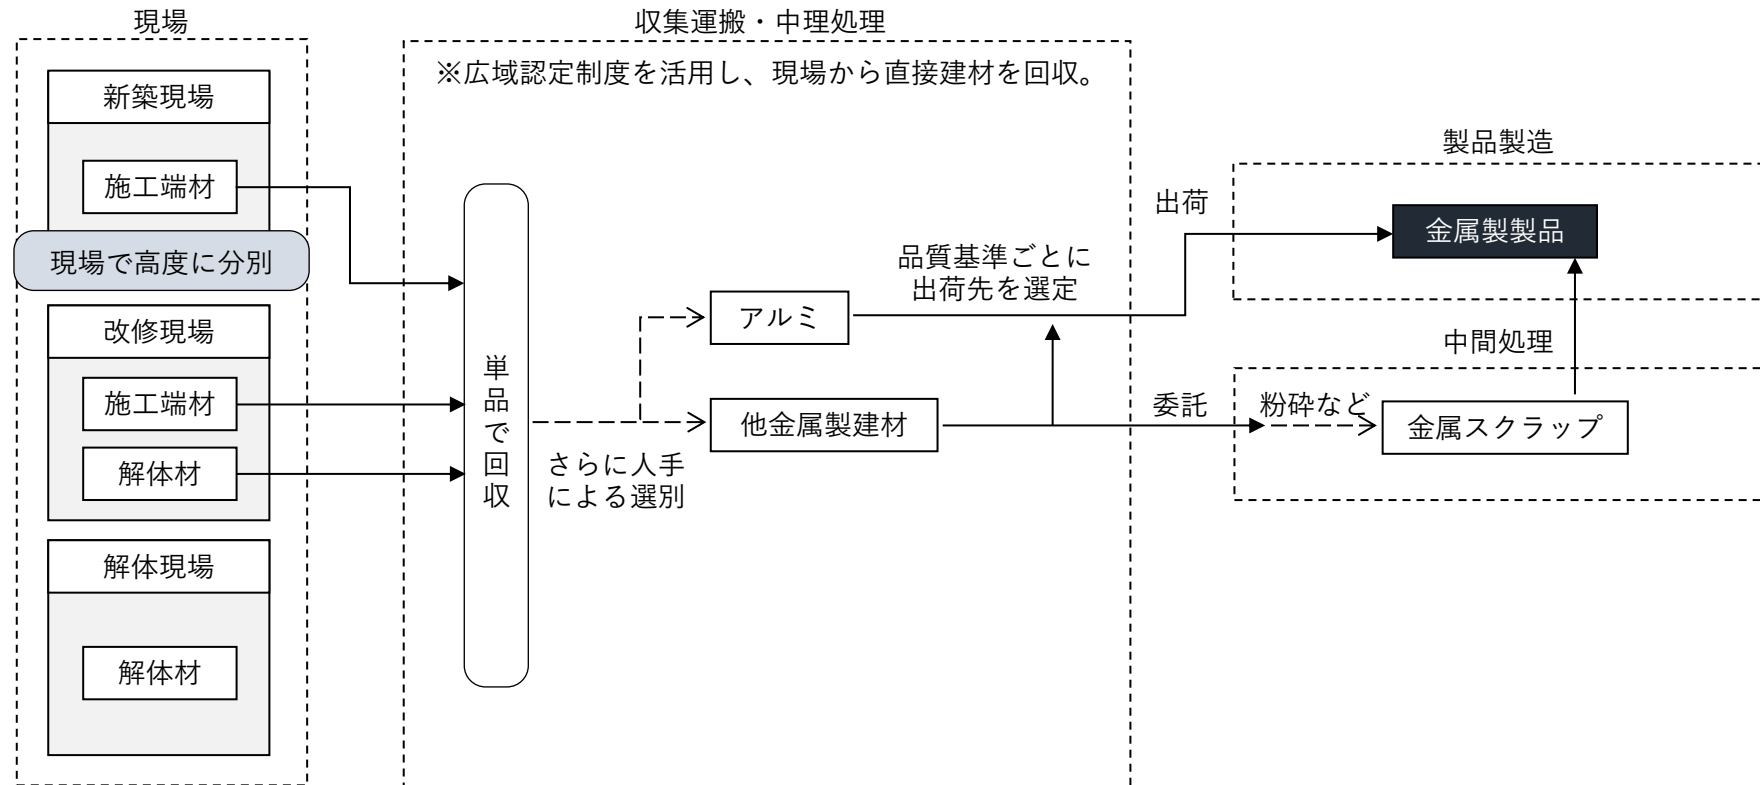 現場
新築現場
施工端材
現場で高度に分別
改修現場
施工端材
解体材
解体現場
解体材
収集運搬・中理処理
※広域認定制度を活用し、現場から直接建材を回収。
単品で回収
さらに人手
による選別
アルミ
他金属製建材
品質基準ごとに
出荷先を選定
出荷
委託
製品製造
金属製製品
中間処理
粉砕など
金属スクラップ